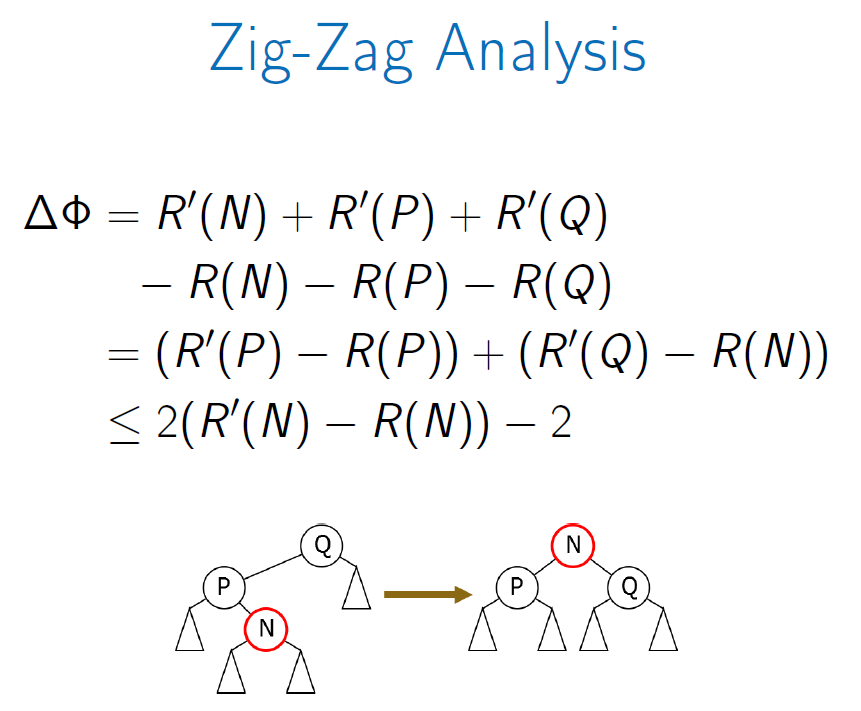 Zig-Zag Analysis
ΔΦ = R′(N) + R′(P) + R′(Q)
− R(N) − R(P) − R(Q)
= (R′(P) − R(P)) + (R′(Q) − R(N))
≤ 2(R′(N) − R(N)) − 2
Q
P
N
N
P
Q